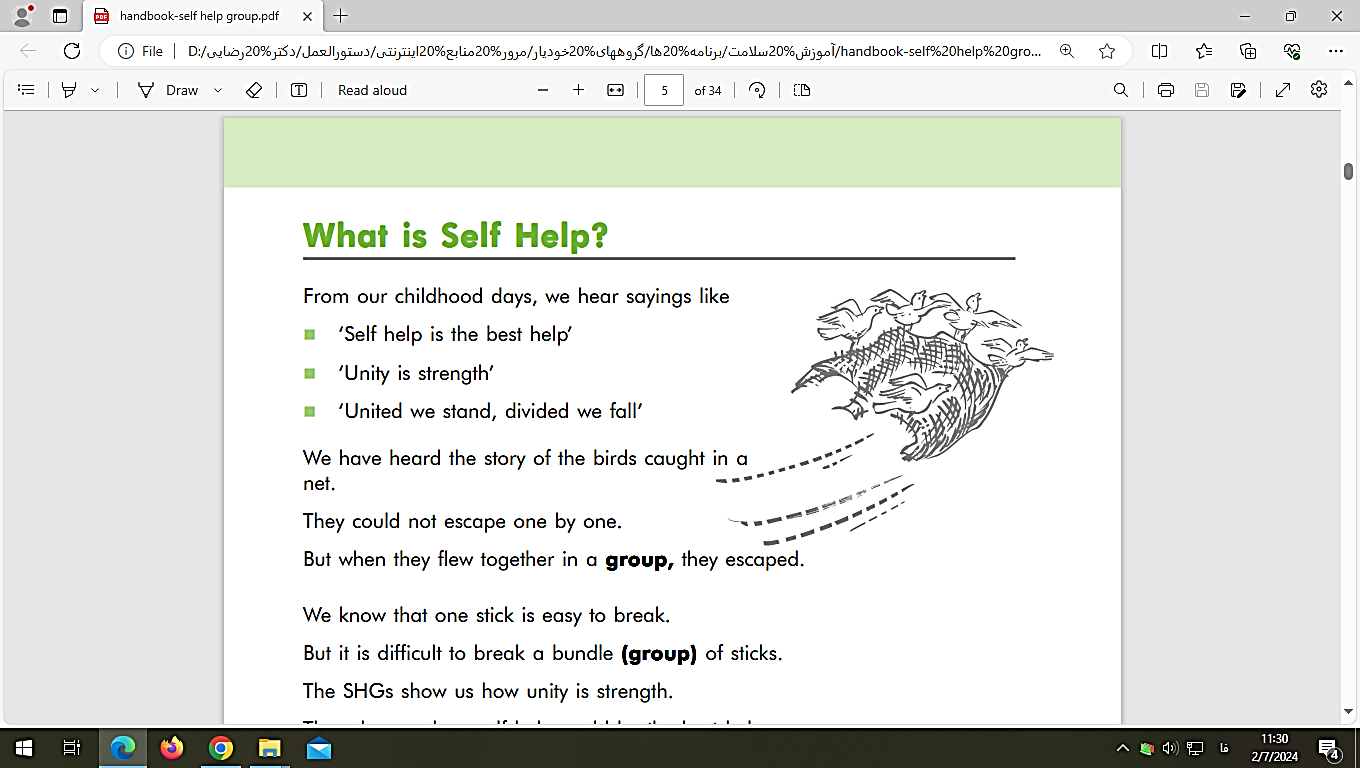 handbook-self help group.pdf
File
D:/آموزش%20سلامت/برنامه%20ها/گروههای%20خودیار/مرور%20منابع%20اینترنتی/دستورالعمل/دکتر%20رضایی/handbook-self%20help%20gro...
Draw
Read aloud
5
of 34
What is Self Help?
From our childhood days, we hear sayings like
‘Self help is the best help’
‘Unity is strength’
‘United we stand, divided we fall’
We have heard the story of the birds caught in a
net.
They could not escape one by one.
But when they flew together in a group, they escaped.
We know that one stick is easy to break.
But it is difficult to break a bundle (group) of sticks.
The SHGs show us how unity is strength.
فا
11:30
2/7/2024
4